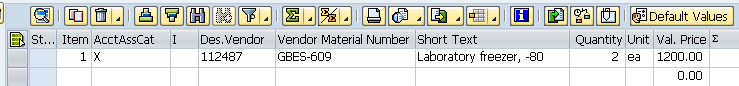 Default Values
St... Item AcctAssCat I Des.Vendor Vendor Material Number Short Text Quantity Unit Val. Price Σ
1 X 112487 GBES-609 Laboratory freezer, -80 2 ea 1200.00
0.00